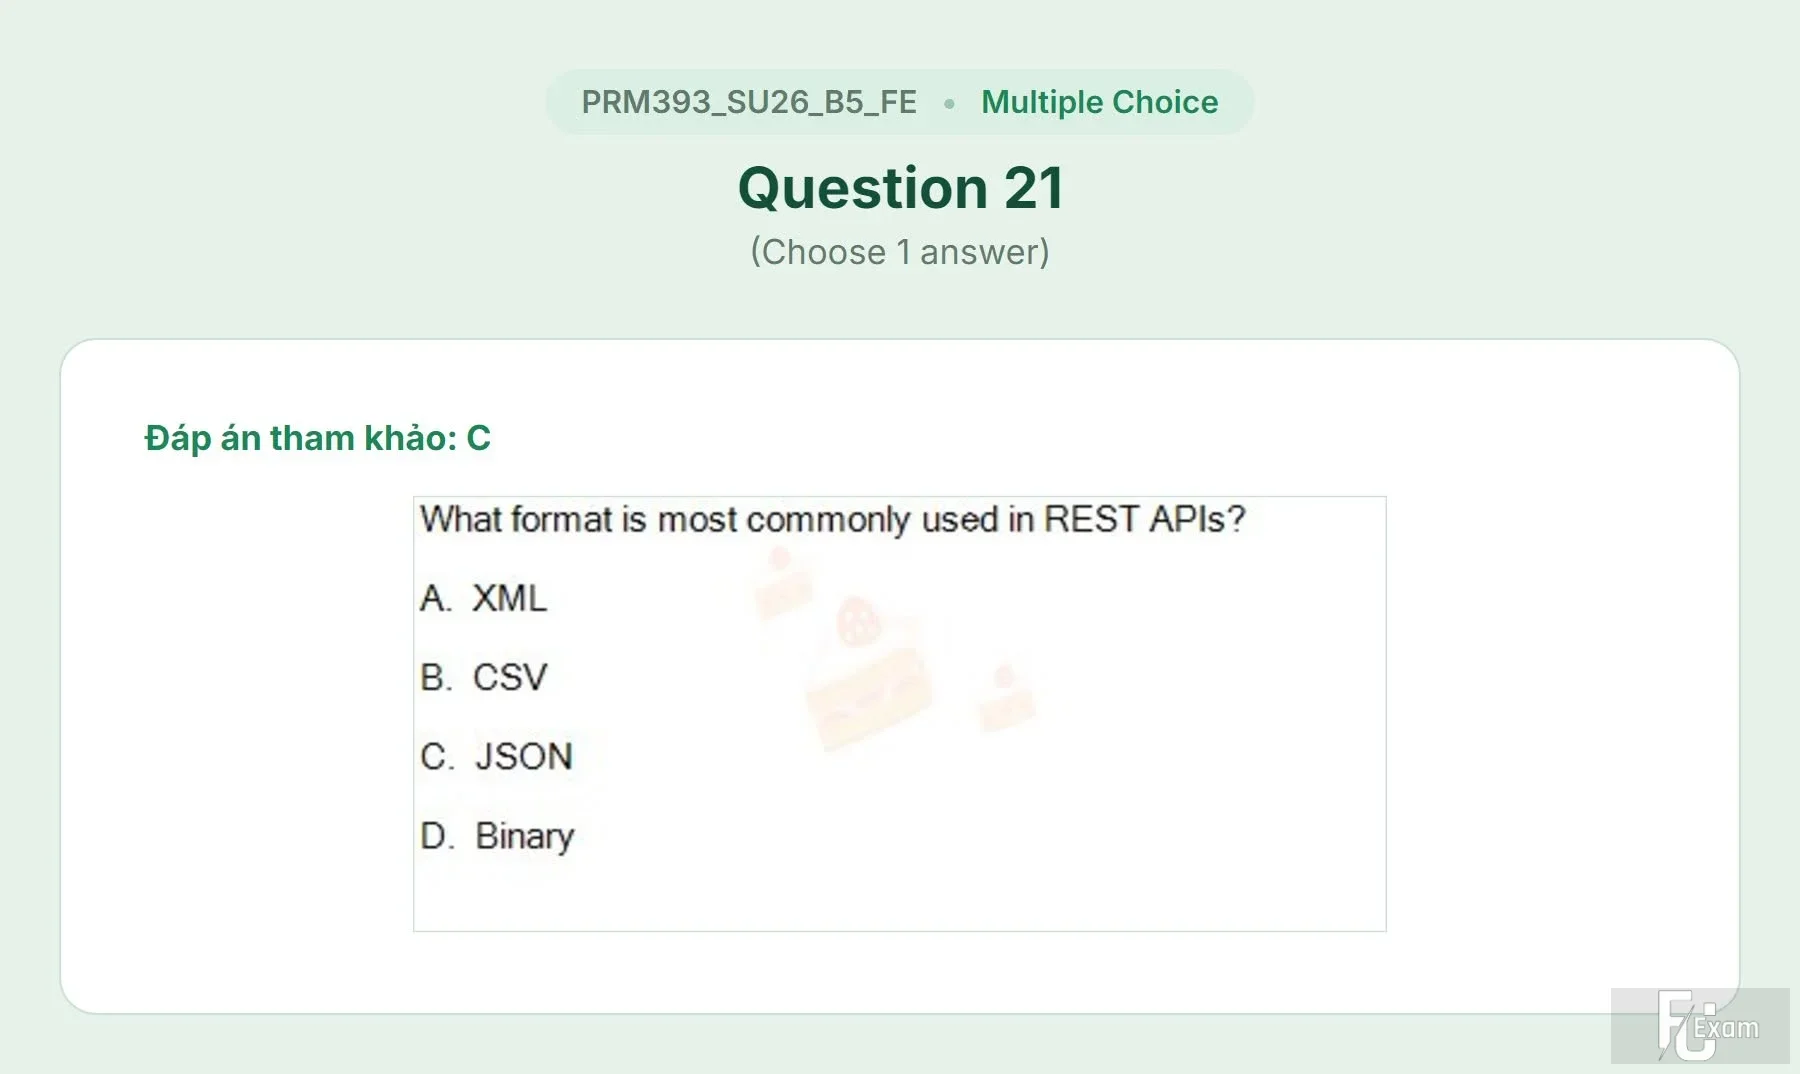 PRM393_SU26_B5_FE • Multiple Choice
Question 21
(Choose 1 answer)
Đáp án tham khảo: C
What format is most commonly used in REST APIs?
A. XML
B. CSV
C. JSON
D. Binary
FU Exam